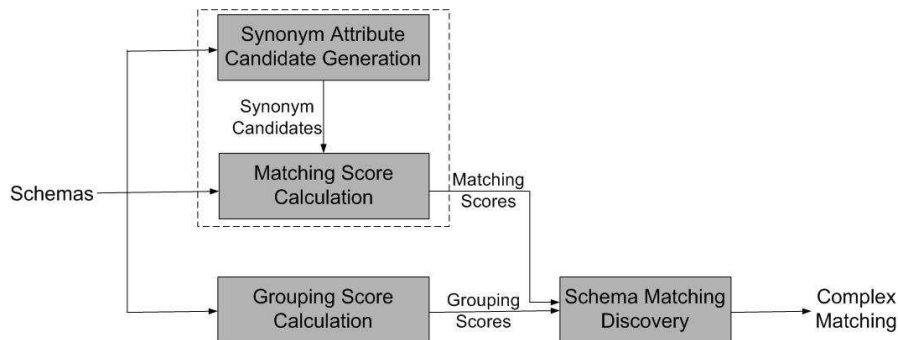 Synonym Attribute
Candidate Generation
Synonym
Candidates
Schemas
Matching Score
Calculation
Matching
Scores
Grouping Score
Calculation
Grouping
Scores
Schema Matching
Discovery
Complex
Matching